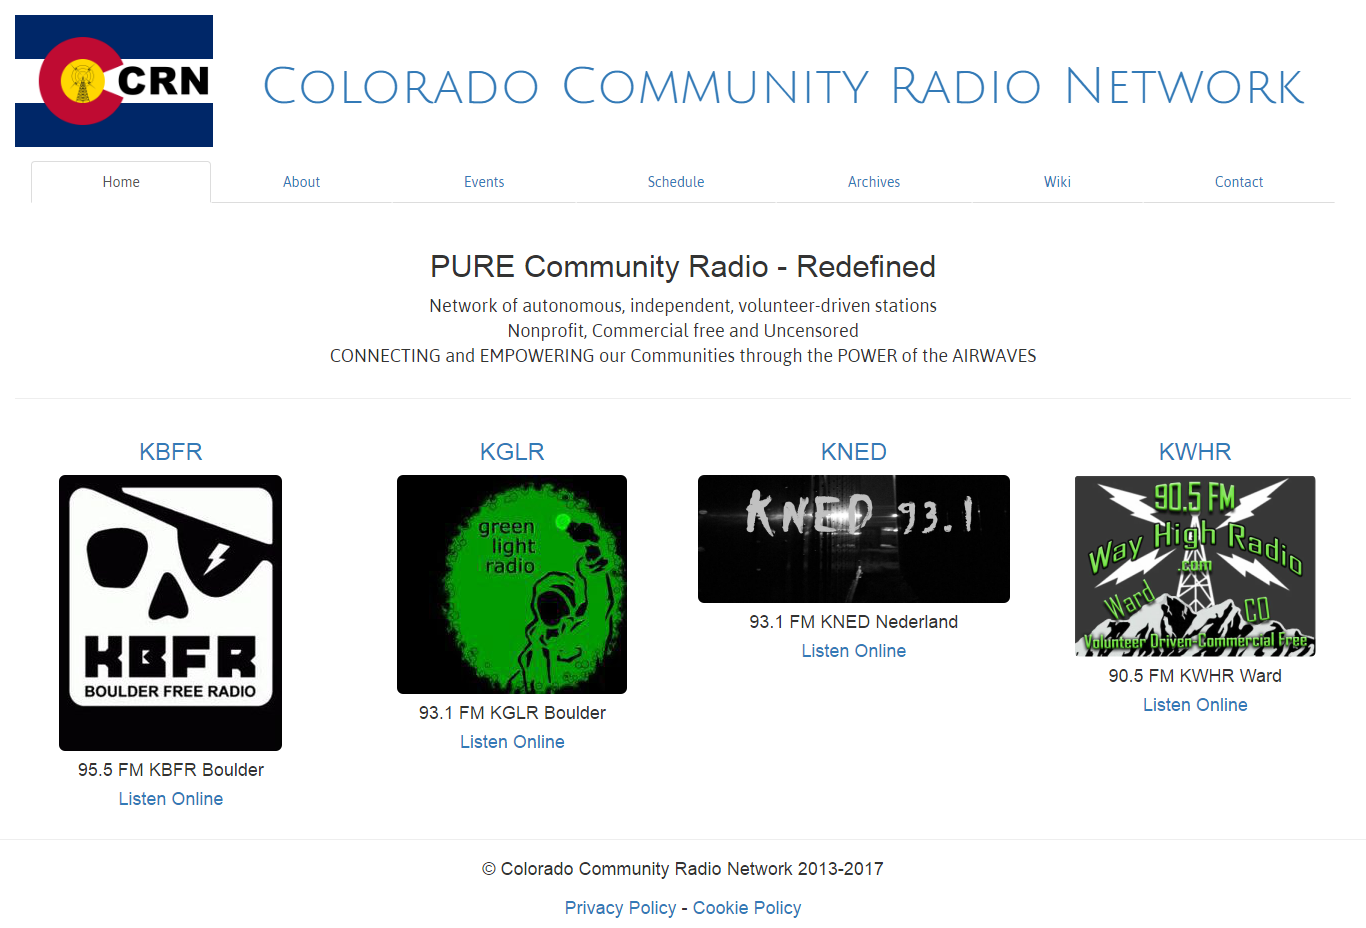 CRN
Colorado Community Radio Network
Home About Events Schedule Archives Wiki Contact
PURE Community Radio - Redefined
Network of autonomous, independent, volunteer-driven stations
Nonprofit, Commercial free and Uncensored
CONNECTING and EMPOWERING our Communities through the POWER of the AIRWAVES
KBFR
KBFR
BOULDER FREE RADIO
95.5 FM KBFR Boulder
Listen Online
KGLR
green
light
radio
93.1 FM KGLR Boulder
Listen Online
KNED
KNED 93.1
93.1 FM KNED Nederland
Listen Online
KWHR
90.5 FM
Way High Radio
.com
Ward CO
Volunteer Driven-Commercial Free
90.5 FM KWHR Ward
Listen Online
© Colorado Community Radio Network 2013-2017
Privacy Policy - Cookie Policy